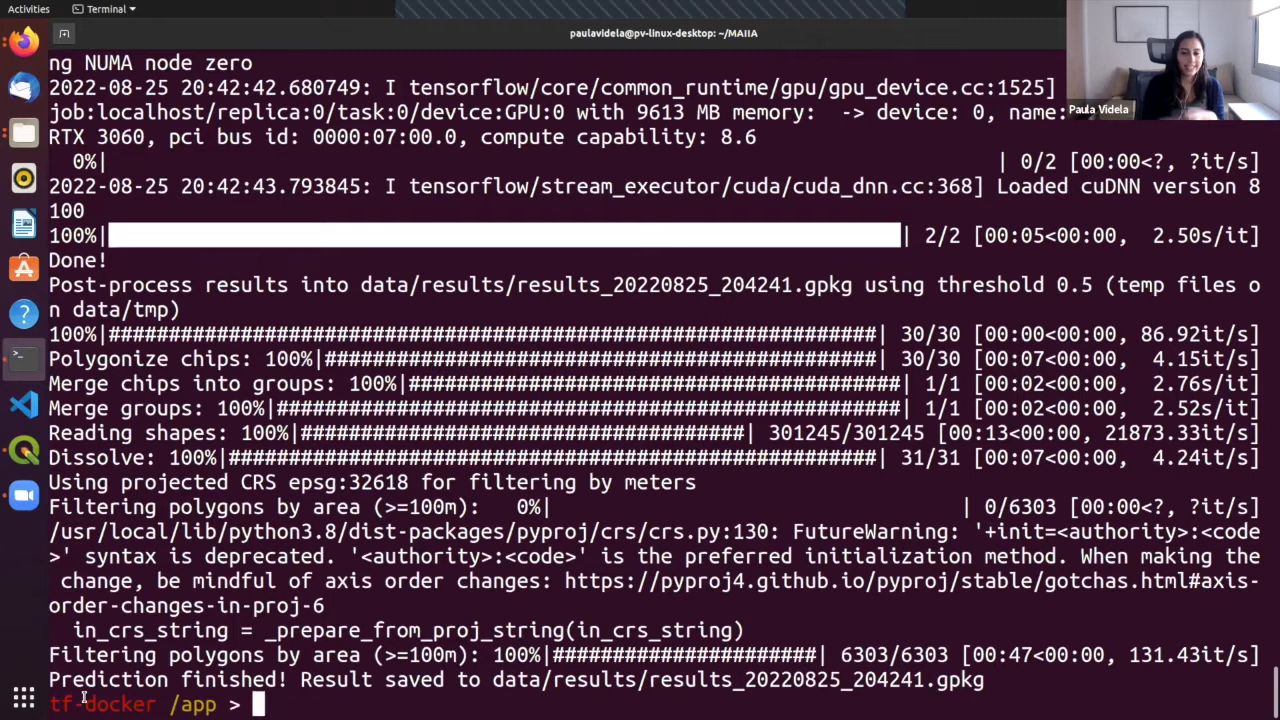 Activities
Terminal
paulavidela@pv-linux-desktop: ~/MAIIA
Paula Videla
ng NUMA node zero
2022-08-25 20:42:42.680749: I tensorflow/core/common_runtime/gpu/gpu_device.cc:1525]
job:localhost/replica:0/task:0/device:GPU:0 with 9613 MB memory:  -> device: 0, name:
RTX 3060, pci bus id: 0000:07:00.0, compute capability: 8.6
  0%|          | 0/2 [00:00<?, ?it/s]
2022-08-25 20:42:43.793845: I tensorflow/stream_executor/cuda/cuda_dnn.cc:368] Loaded cuDNN version 8
100
100%|          | 2/2 [00:05<00:00,  2.50s/it]
Done!
Post-process results into data/results/results_20220825_204241.gpkg using threshold 0.5 (temp files o
n data/tmp)
100%|################################################################| 30/30 [00:00<00:00, 86.92it/s]
Polygonize chips: 100%|##############################################| 30/30 [00:07<00:00,  4.15it/s]
Merge chips into groups: 100%|#########################################| 1/1 [00:02<00:00,  2.76s/it]
Merge groups: 100%|####################################################| 1/1 [00:02<00:00,  2.52s/it]
Reading shapes: 100%|#####################################| 301245/301245 [00:13<00:00, 21873.33it/s]
Dissolve: 100%|######################################################| 31/31 [00:07<00:00,  4.24it/s]
Using projected CRS epsg:32618 for filtering by meters
Filtering polygons by area (>=100m):   0%|          | 0/6303 [00:00<?, ?it/s]
/usr/local/lib/python3.8/dist-packages/pyproj/crs/crs.py:130: FutureWarning: '+init=<authority>:<code
>' syntax is deprecated. '<authority>:<code>' is the preferred initialization method. When making the
 change, be mindful of axis order changes: https://pyproj4.github.io/pyproj/stable/gotchas.html#axis-
order-changes-in-proj-6
  in_crs_string = _prepare_from_proj_string(in_crs_string)
Filtering polygons by area (>=100m): 100%|######################| 6303/6303 [00:47<00:00, 131.43it/s]
Prediction finished! Result saved to data/results/results_20220825_204241.gpkg
tf-docker /app >